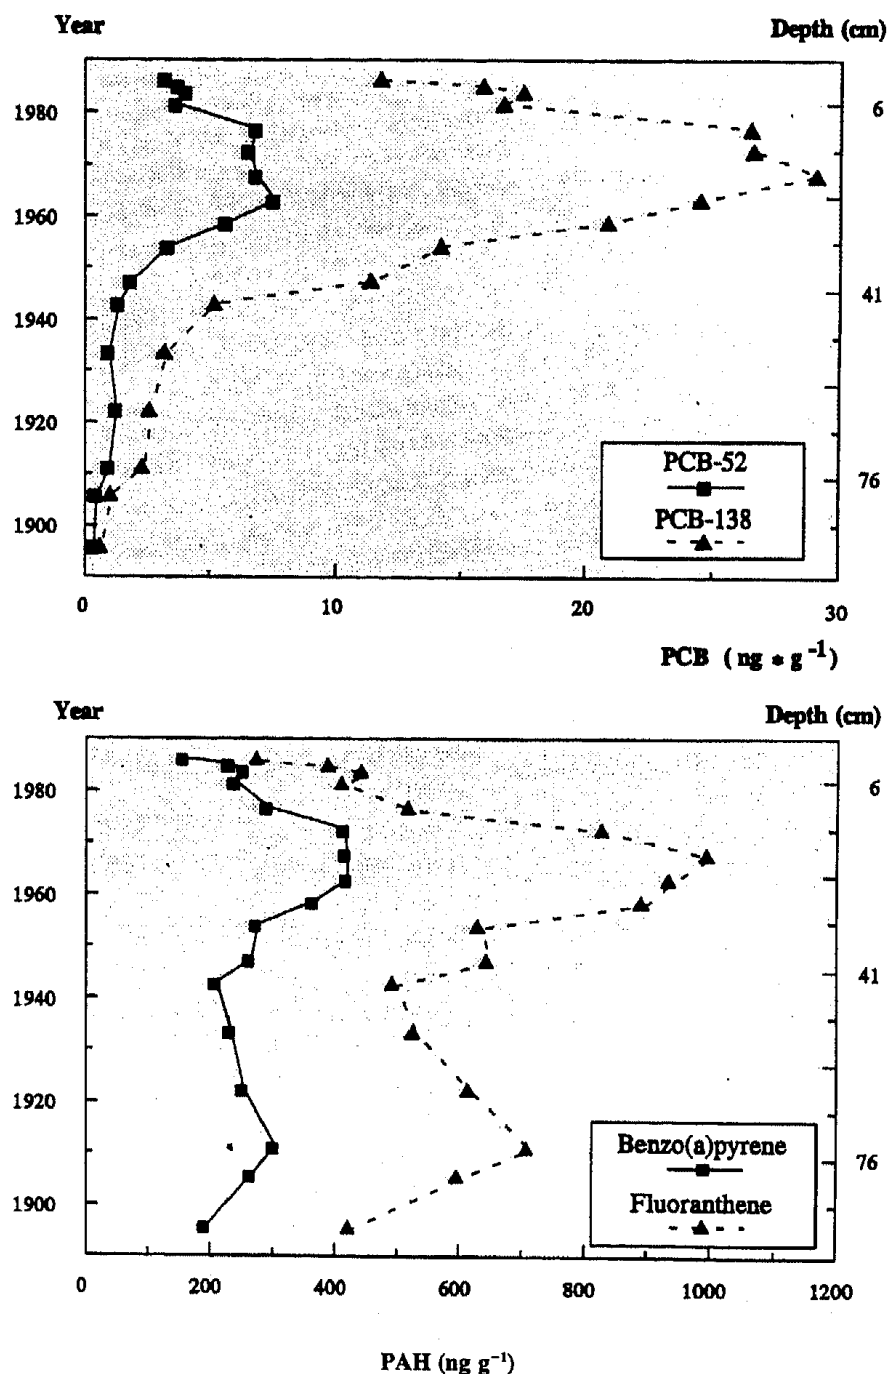 Year
Depth (cm)
1980
1960
1940
1920
1900
6
41
76
PCB-52
PCB-138
0
10
20
30
PCB ( ng * g -1)
Year
Depth (cm)
1980
1960
1940
1920
1900
6
41
76
Benzo(a)pyrene
Fluoranthene
0
200
400
600
800
1000
1200
PAH (ng g⁻¹)